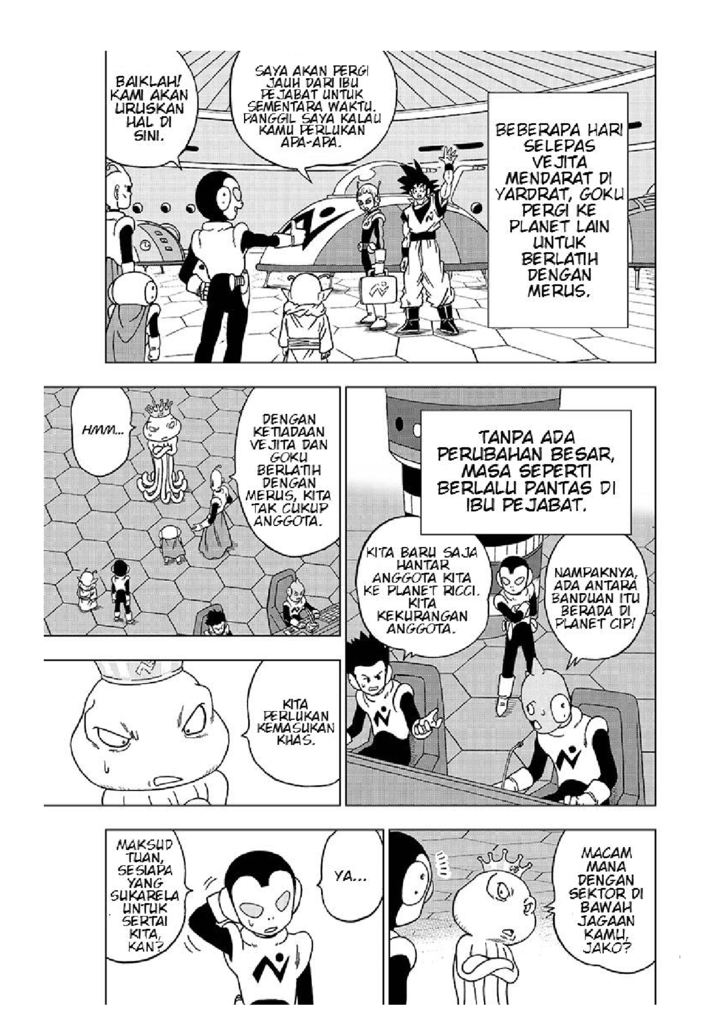 BEBERAPA HARI
SELEPAS
VEJITA
MENDARAT DI
YARDRAT, GOKU
PERGI KE
PLANET LAIN
UNTUK
BERLATIH
DENGAN
MERUS.
SAYA AKAN PERGI
JAUH DARI IBU
PEJABAT UNTUK
SEMENTARA WAKTU.
PANGGIL SAYA KALAU
KAMU PERLUKAN
APA-APA.
BAIKLAH!
KAMI AKAN
URUSKAN
HAL DI
SINI.
TANPA ADA
PERUBAHAN BESAR,
MASA SEPERTI
BERLALU PANTAS DI
IBU PEJABAT.
NAMPAKNYA,
ADA ANTARA
BANDUAN ITU
BERADA DI
PLANET CIP!
KITA BARU SAJA
HANTAR
ANGGOTA KITA
KE PLANET RICCI.
KITA
KEKURANGAN
ANGGOTA.
DENGAN
KETIADAAN
VEJITA DAN
GOKU
BERLATIH
DENGAN
MERUS, KITA
TAK CUKUP
ANGGOTA.
HMM...
KITA
PERLUKAN
KEMASUKAN
KHAS.
MACAM
MANA
DENGAN
SEKTOR DI
BAWAH
JAGAAN
KAMU,
JAKO?
YA...
MAKSUD
TUAN,
SESIAPA
YANG
SUKARELA
UNTUK
SERTAI
KITA,
KAN?